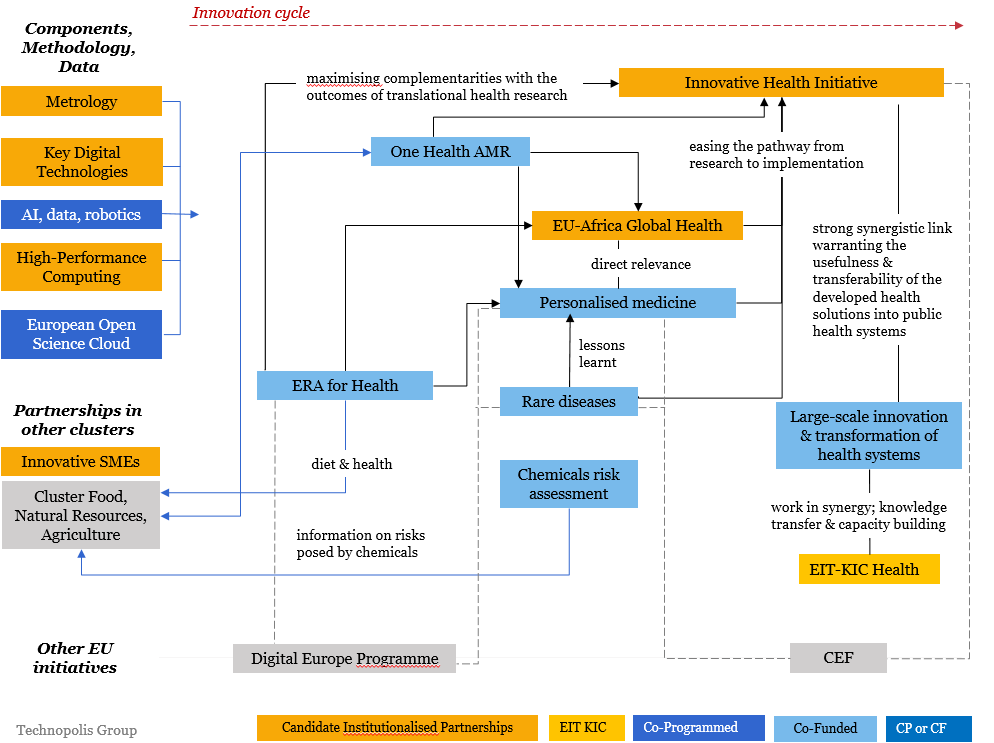 Innovation cycle
Components,
Methodology,
Data
Metrology
Key Digital
Technologies
AI, data, robotics
High-Performance
Computing
European Open
Science Cloud
Partnerships in
other clusters
Innovative SMEs
Cluster Food,
Natural Resources,
Agriculture
Other EU
initiatives
maximising complementarities with the
outcomes of translational health research
Innovative Health Initiative
One Health AMR
easing the pathway from
research to implementation
EU-Africa Global Health
direct relevance
Personalised medicine
strong synergistic link
warranting the
usefulness &
transferability of the
developed health
solutions into public
health systems
lessons
learnt
ERA for Health
Rare diseases
Large-scale innovation
& transformation of
health systems
diet & health
Chemicals risk
assessment
work in synergy; knowledge
transfer & capacity building
information on risks
posed by chemicals
EIT-KIC Health
Digital Europe Programme
CEF
Technopolis Group
Candidate Institutionalised Partnerships
EIT KIC
Co-Programmed
Co-Funded
CP or CF